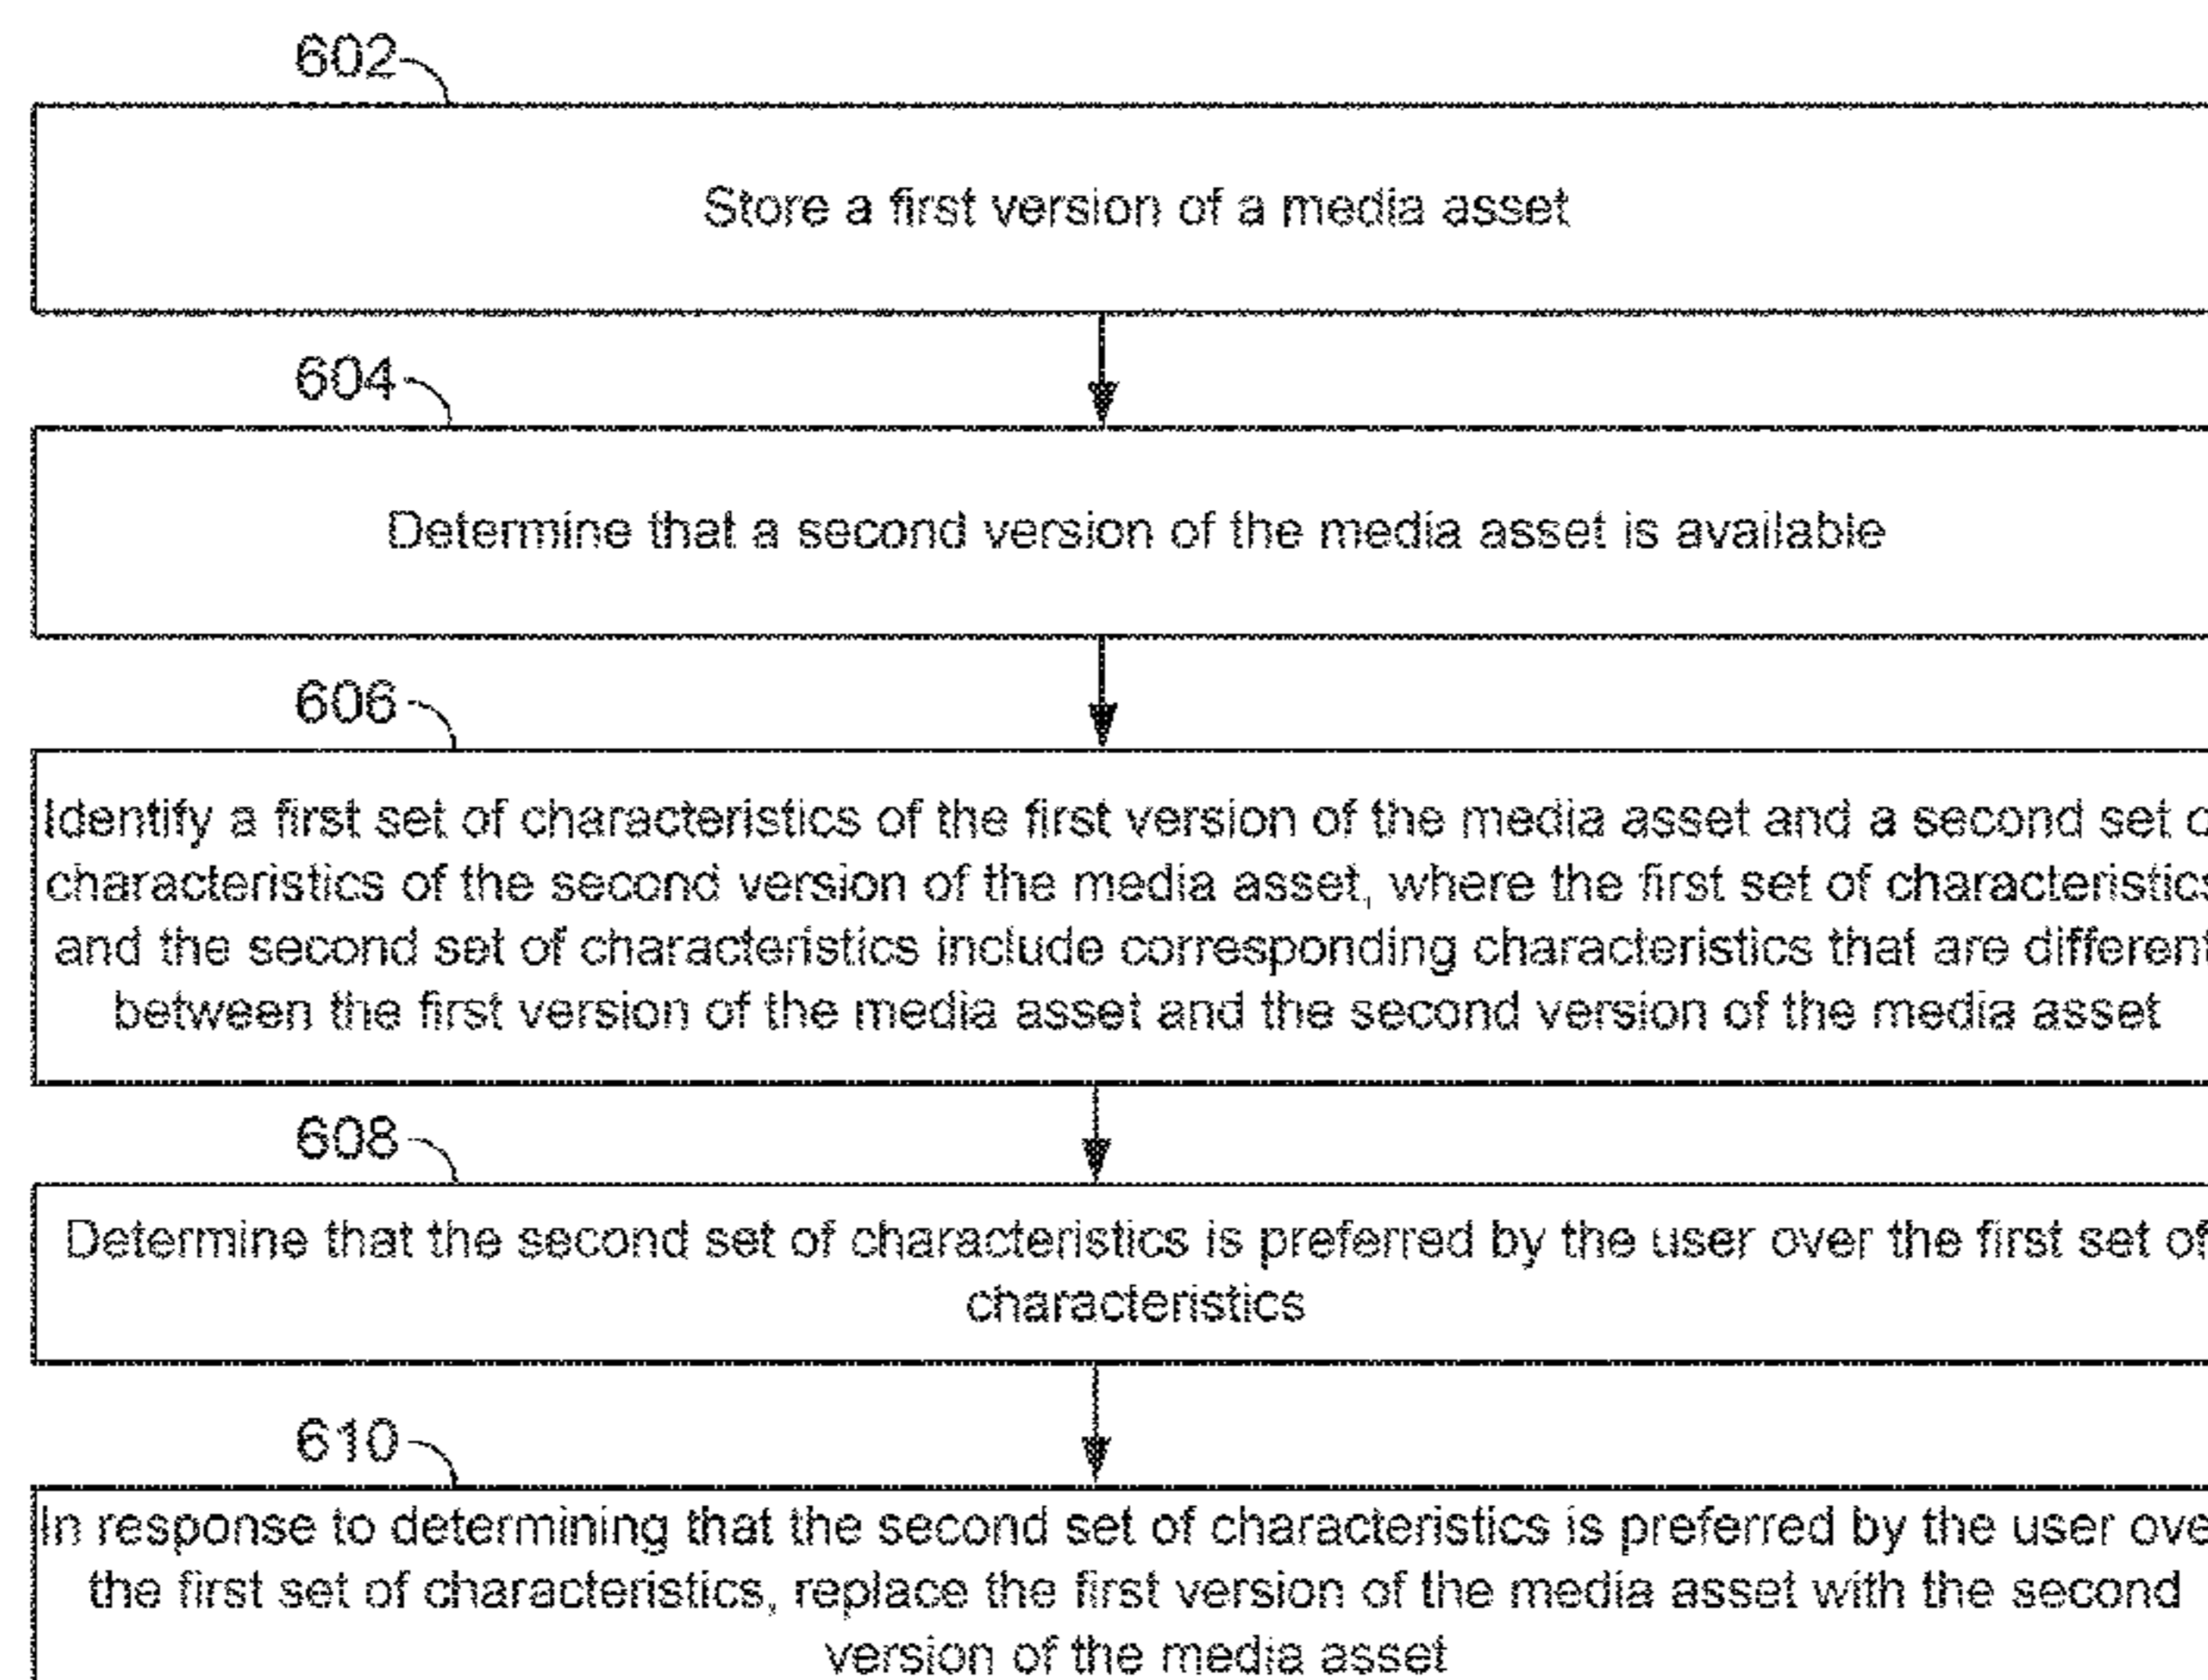 602
Store a first version of a media asset
604
Determine that a second version of the media asset is available
606
Identify a first set of characteristics of the first version of the media asset and a second set o
characteristics of the second version of the media asset, where the first set of characteristics
and the second set of characteristics include corresponding characteristics that are different
between the first version of the media asset and the second version of the media asset
608
Determine that the second set of characteristics is preferred by the user over the first set of
characteristics
610
In response to determining that the second set of characteristics is preferred by the user ove
the first set of characteristics, replace the first version of the media asset with the second
version of the media asset